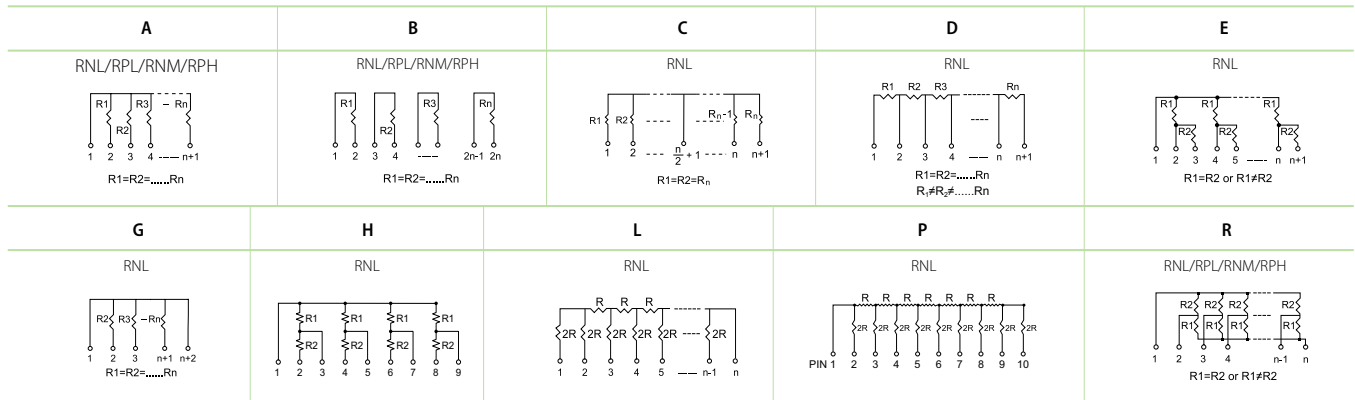 A
B
C
D
E
RNL/RPL/RNM/RPH
R1 R3 – Rn
R2
1 2 3 4 ---- n+1
R1=R2=......Rn
RNL/RPL/RNM/RPH
R1 R3 Rn
R2
1 2 3 4 ---- 2n-1 2n
R1=R2=......Rn
RNL
R1 R2 Rn-1 Rn
1 2 ---- n/2 + 1 ---- n n+1
R1=R2=Rn
RNL
R1 R2 R3 Rn
1 2 3 4 ---- n n+1
R1=R2=......Rn
R1≠R2≠......Rn
RNL
R1 R1 R1
R2 R2 R2
1 2 3 4 5 ---- n n+1
R1=R2 or R1≠R2
G
H
L
P
R
RNL
R2 R3 –Rn
1 2 3 n+1 n+2
R1=R2=......Rn
RNL
R1 R1 R1 R1
R2 R2 R2 R2
1 2 3 4 5 6 7 8 9
RNL
R R R
2R 2R 2R 2R 2R 2R
1 2 3 4 5 ---- n-1 n
RNL
R R R R R R
2R 2R 2R 2R 2R 2R 2R 2R 2R
PIN 1 2 3 4 5 6 7 8 9 10
RNL/RPL/RNM/RPH
R2 R2 R2 R2
R1 R1 R1 R1
1 2 3 4 n-1 n
R1=R2 or R1≠R2